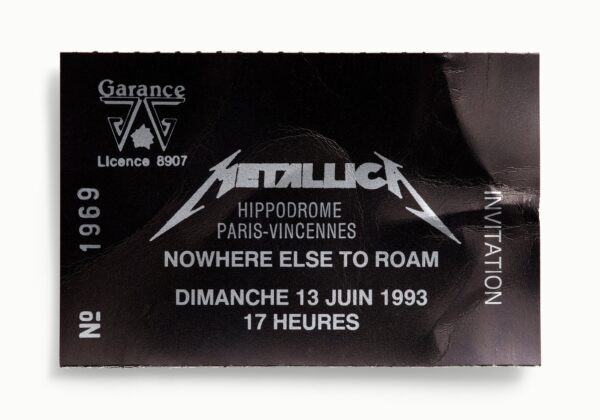 Garance
Licence 8907
METALLICA
HIPPODROME
PARIS-VINCENNES
NOWHERE ELSE TO ROAM
DIMANCHE 13 JUIN 1993
17 HEURES
Nº 1969
INVITATION